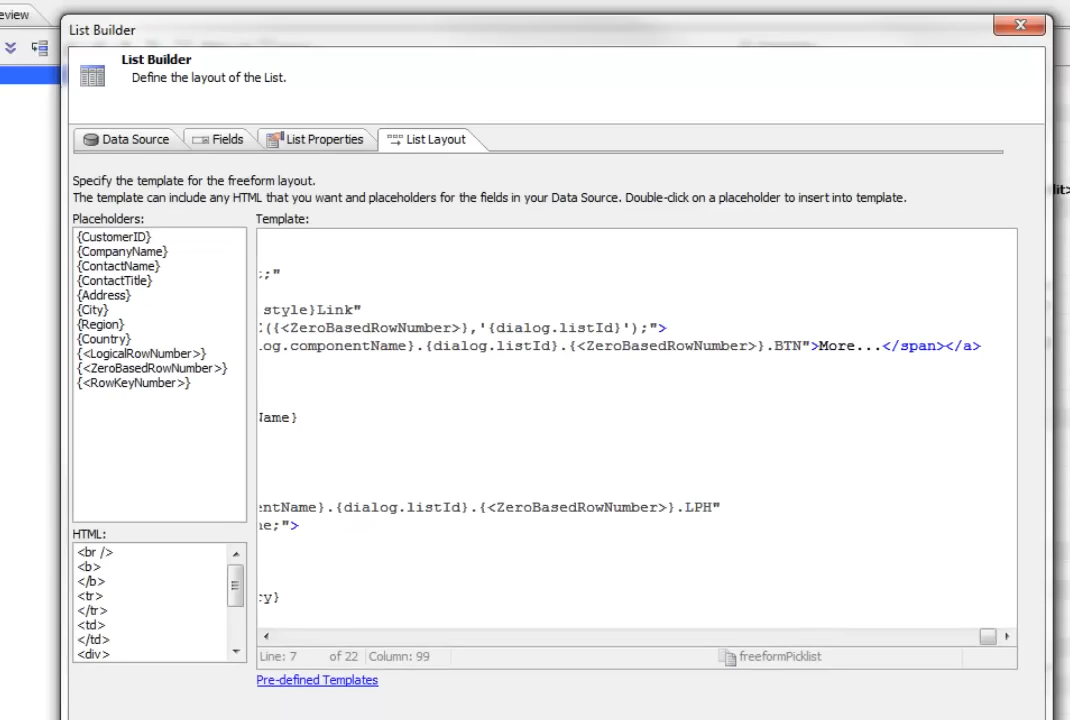 eview
List Builder
List Builder
Define the layout of the List.
Data Source
Fields
List Properties
List Layout
Specify the template for the freeform layout.
The template can include any HTML that you want and placeholders for the fields in your Data Source. Double-click on a placeholder to insert into template.
Placeholders:
Template:
{CustomerID}
{CompanyName}
{ContactName}
{ContactTitle}
{Address}
{City}
{Region}
{Country}
{<LogicalRowNumber>}
{<ZeroBasedRowNumber>}
{<RowKeyNumber>}
:;"
style}Link"
({<ZeroBasedRowNumber>},'{dialog.listId}');">
.og.componentName}.{dialog.listId}.{<ZeroBasedRowNumber>}.BTN">More...</span></a>
Name}
entName}.{dialog.listId}.{<ZeroBasedRowNumber>}.LPH"
ne;">
ry}
HTML:
<br />
<b>
</b>
<tr>
</tr>
<td>
</td>
<div>
Line: 7 of 22 Column: 99
freeformPicklist
Pre-defined Templates
lit>